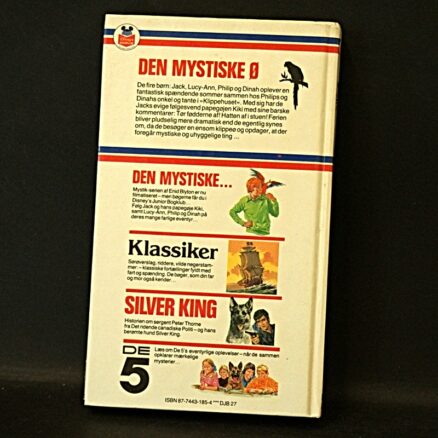 DEN MYSTISKE Ø
De fire børn: Jack, Lucy-Ann, Philip og Dinah oplever en
fantastisk spændende sommer sammen hos Philips og
Dinahs onkel og tante i »Klippehuset«. Med sig har de
Jacks evige følgesvend papegøjen Kiki med sine barske
kommentarer: Tør fødderne af! Hatten af i stuen! Ferien
bliver pludselig mere dramatisk end de egentlig synes
om, da de besøger en ensom klippeø og opdager, at der
foregår mystiske og uhyggelige ting ...
DEN MYSTISKE...
Mystik-serien af Enid Blyton er nu
filmatiseret – men bøgerne får du i
Disney's Junior Bogklub.
Følg Jack og hans papegøje Kiki,
samt Lucy-Ann, Philip og Dinah på
deres mange farlige eventyr...
Klassiker
Sørøverslag, riddere, vilde negerstam-
mer – klassiske fortællinger fyldt med
fart og spænding. De bøger, som din far
og mor også kender...
SILVER KING
Historien om sergent Peter Thorne
fra Det ridende canadiske Politi – og hans
berømte hund Silver King.
DE
5
Læs om De 5's eventyrlige oplevelser – når de sammen
opklarer mærkelige
mysterier...
ISBN 87-7443-185-4 DJB 27